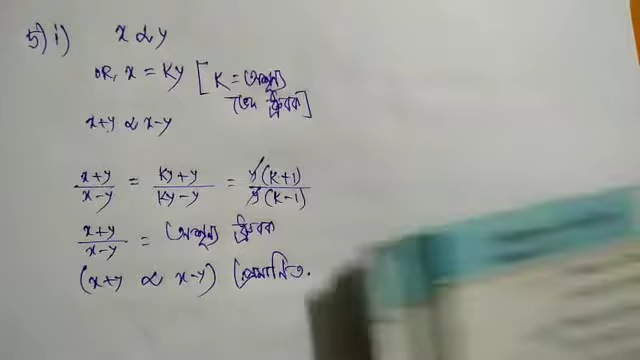 5) i) x ∝ y
OR, x = Ky [K = অশূন্য
ভেদ ধ্রুবক]
x+y ∝ x-y
x+y/x-y = Ky+y/Ky-y = y(K+1)/y(K-1)
x+y/x-y = অশূন্য ধ্রুবক
(x+y ∝ x-y) প্রমানিত.